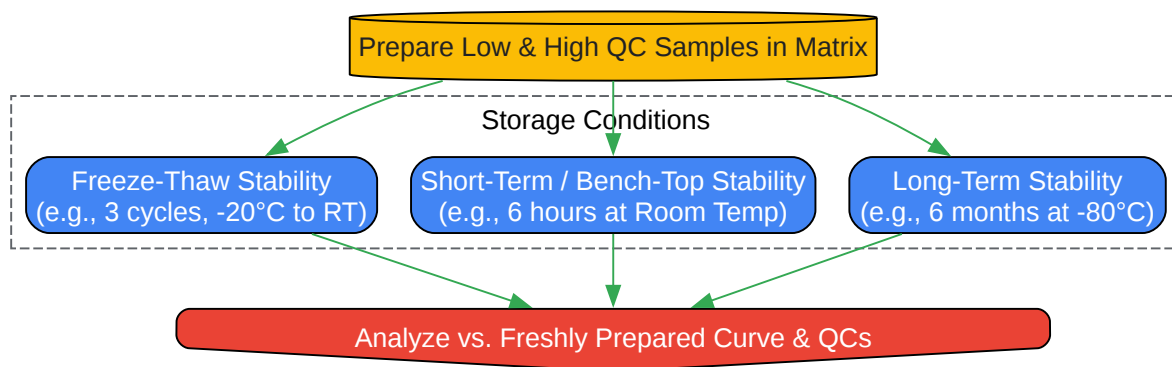 Prepare Low & High QC Samples in Matrix
Storage Conditions
Freeze-Thaw Stability
(e.g., 3 cycles, -20°C to RT)
Short-Term / Bench-Top Stability
(e.g., 6 hours at Room Temp)
Long-Term Stability
(e.g., 6 months at -80°C)
Analyze vs. Freshly Prepared Curve & QCs